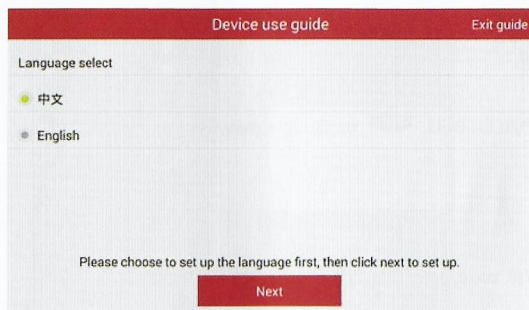 Device use guide Exit guide
Language select
中文
English
Please choose to set up the language first, then click next to set up.
Next